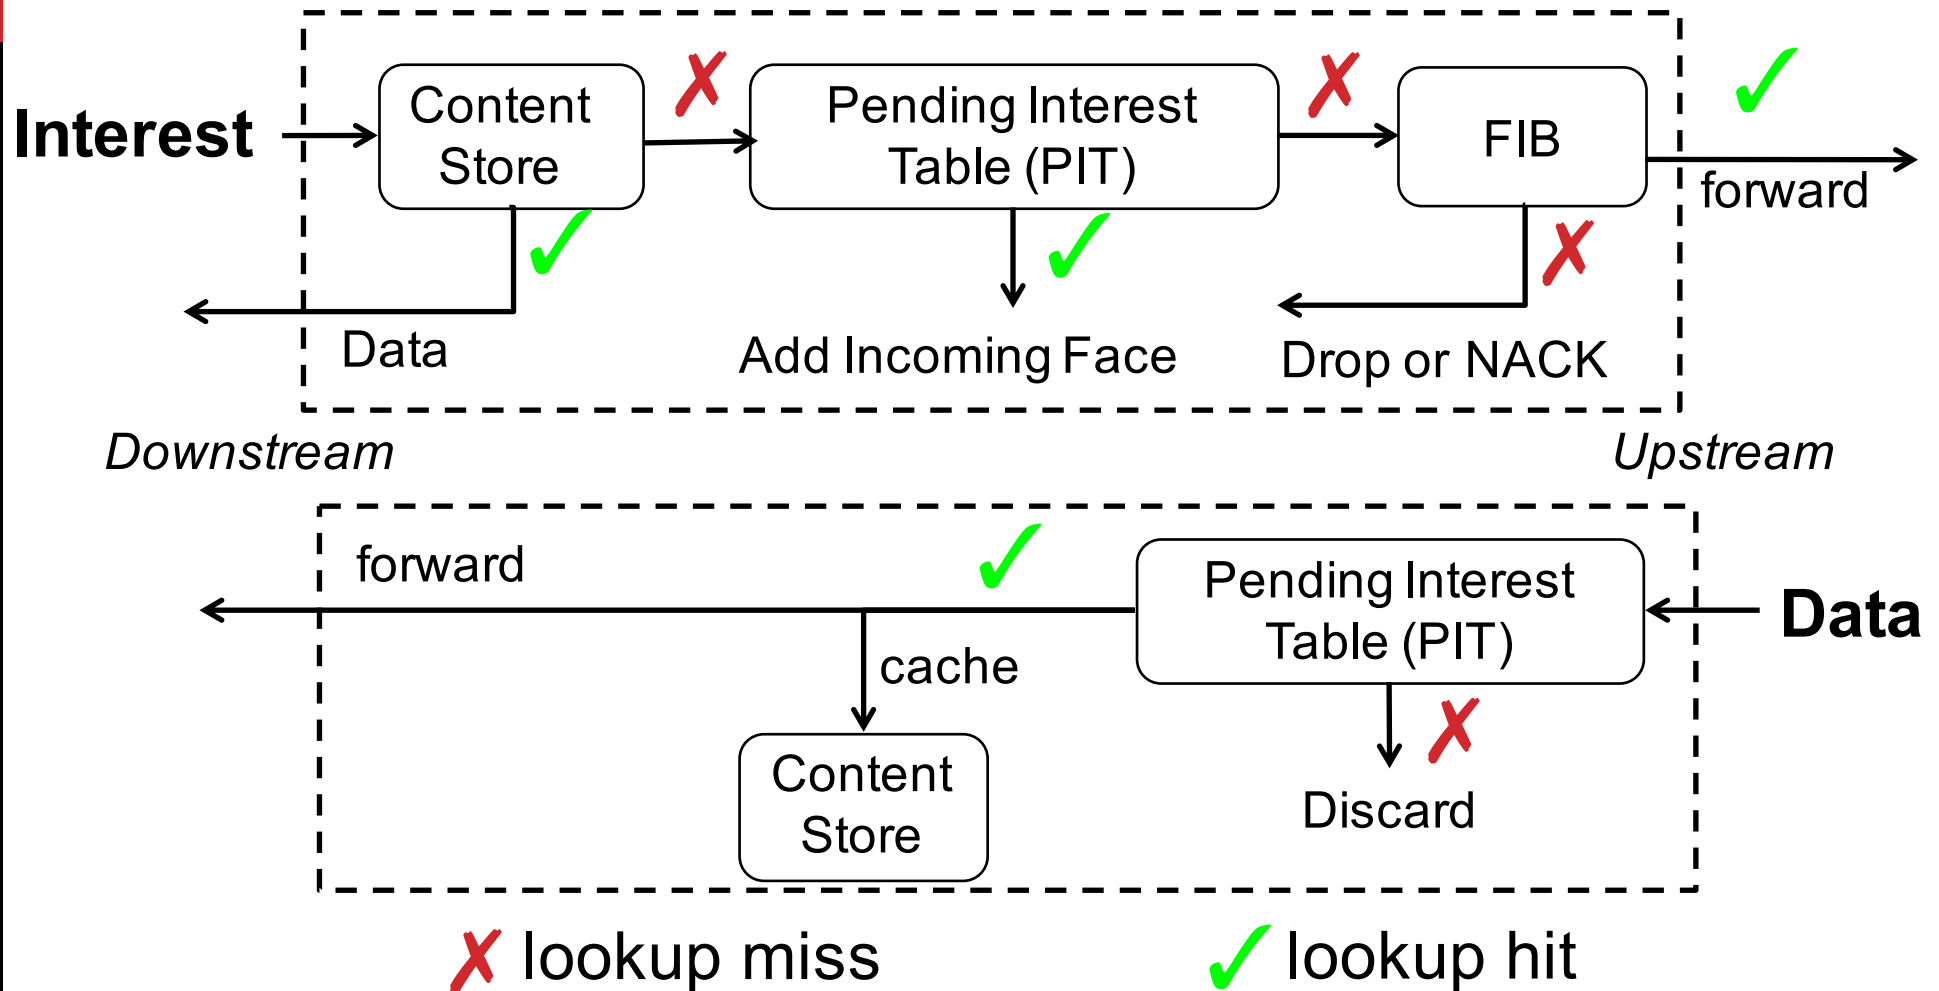 Interest
Content
Store
Pending Interest
Table (PIT)
FIB
forward
Data
Add Incoming Face
Drop or NACK
Downstream
Upstream
forward
cache
Content
Store
Pending Interest
Table (PIT)
Data
Discard
lookup miss
lookup hit